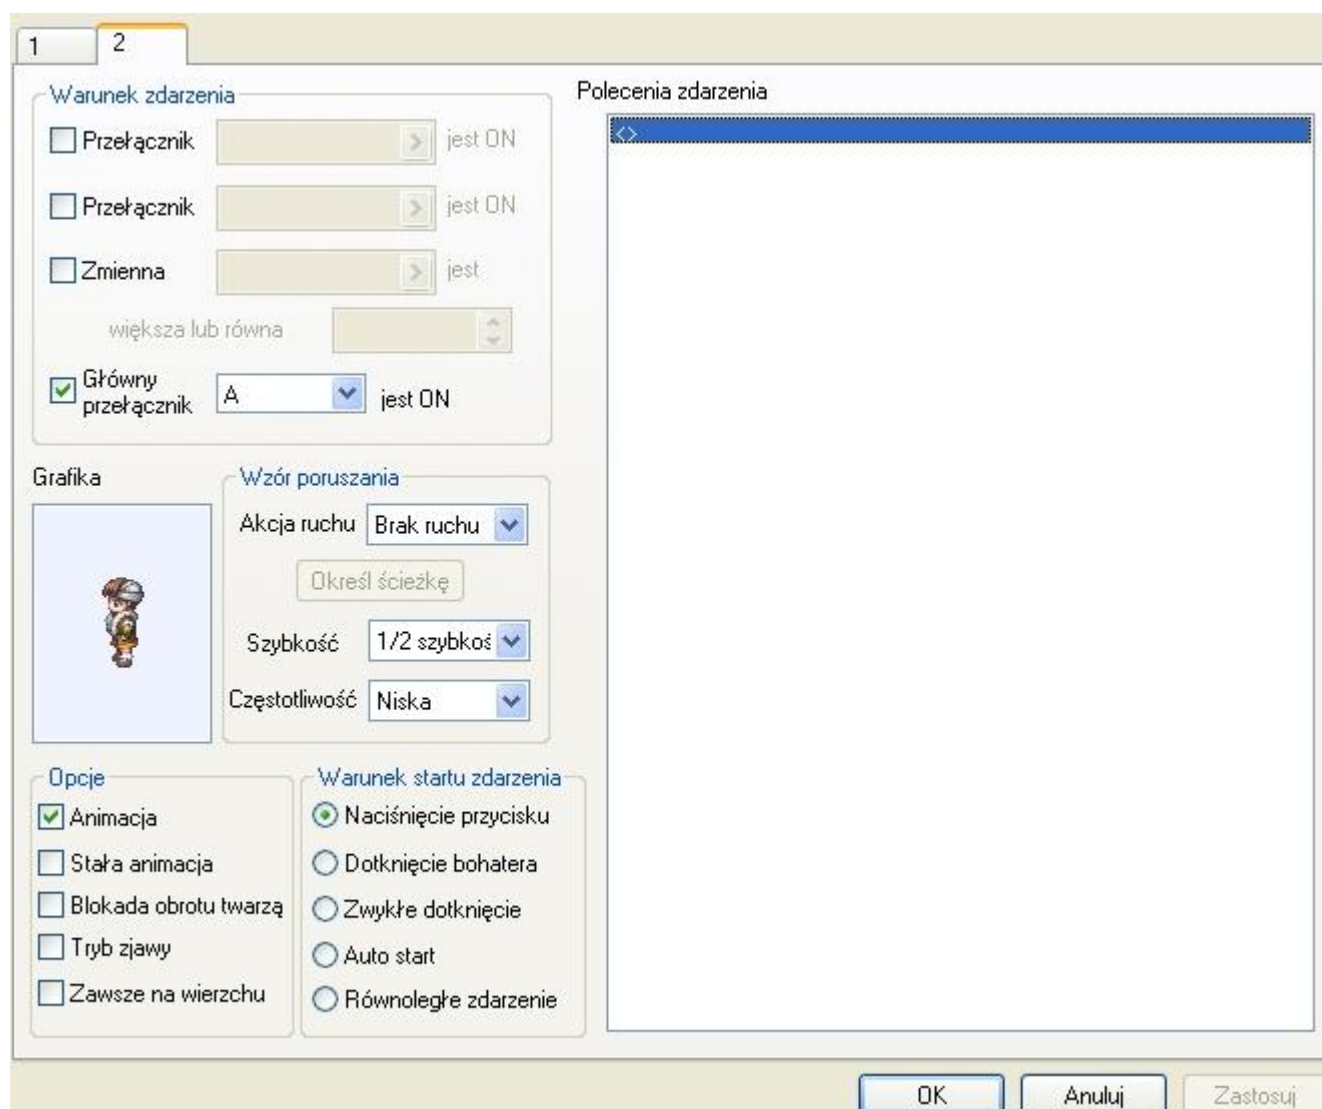 1
2
Warunek zdarzenia
Przełącznik
jest ON
Przełącznik
jest ON
Zmienna
jest
większa lub równa
Główny
przełącznik
A
jest ON
Grafika
Wzór poruszania
Akcja ruchu
Brak ruchu
Określ ścieżkę
Szybkość
1/2 szybkoś
Częstotliwość
Niska
Opcje
Animacja
Stała animacja
Blokada obrotu twarzą
Tryb zjawy
Zawsze na wierzchu
Warunek startu zdarzenia
Naciśnięcie przycisku
Dotknięcie bohatera
Zwykłe dotknięcie
Auto start
Równoległe zdarzenie
Polecenia zdarzenia
<>
OK
Anuluj
Zastosuj